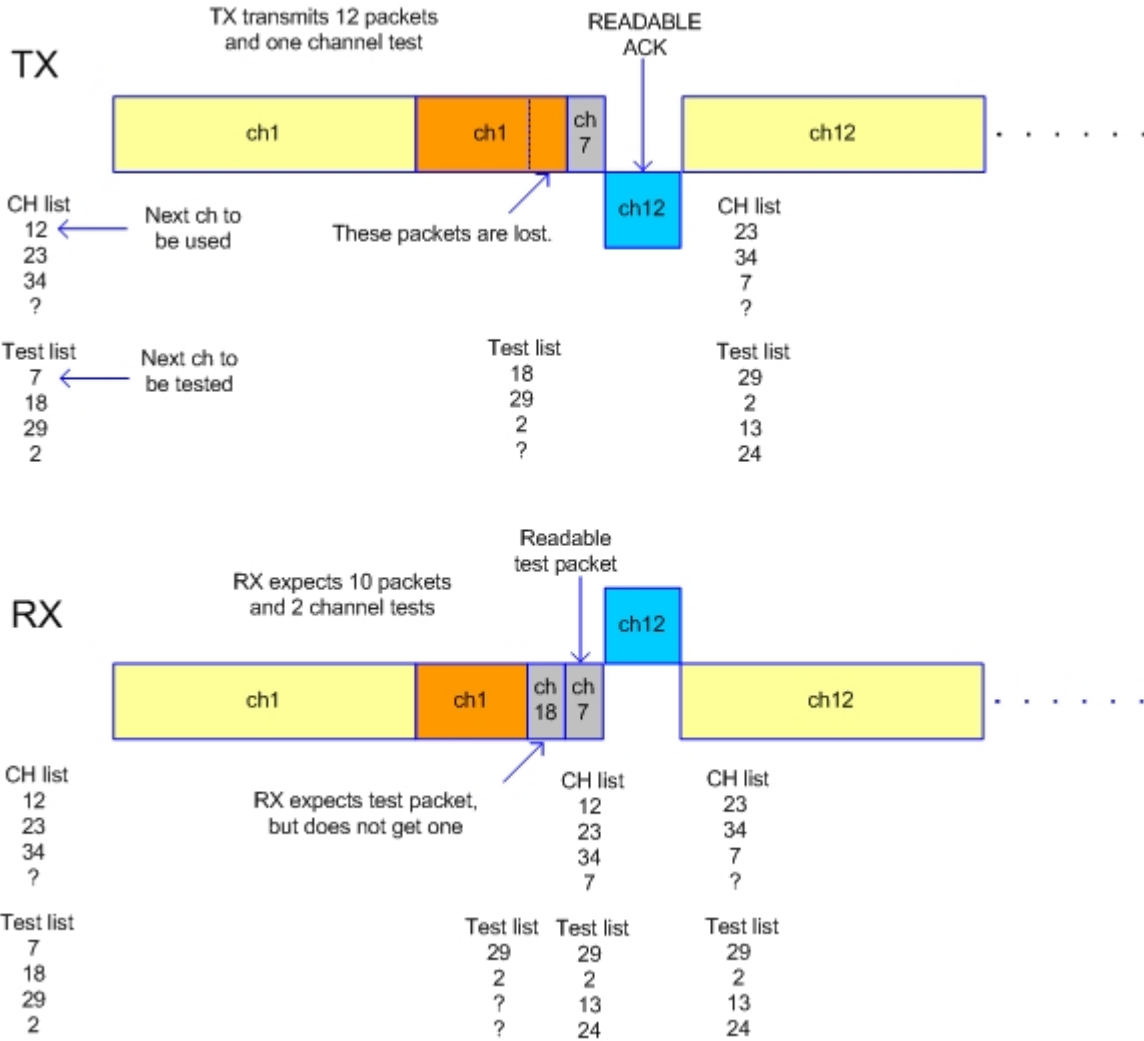 TX transmits 12 packets
and one channel test
READABLE
ACK
TX
ch1
ch1
ch
7
ch12
ch12
CH list
12
23
34
?
Next ch to
be used
These packets are lost.
CH list
23
34
7
?
Test list
7
18
29
2
Next ch to
be tested
Test list
18
29
2
?
Test list
29
2
13
24
Readable
test packet
RX expects 10 packets
and 2 channel tests
RX
ch12
ch1
ch1
ch
18
ch
7
ch12
CH list
12
23
34
?
RX expects test packet,
but does not get one
CH list
12
23
34
7
CH list
23
34
7
?
Test list
7
18
29
2
Test list
29
2
?
?
Test list
29
2
13
24
Test list
29
2
13
24